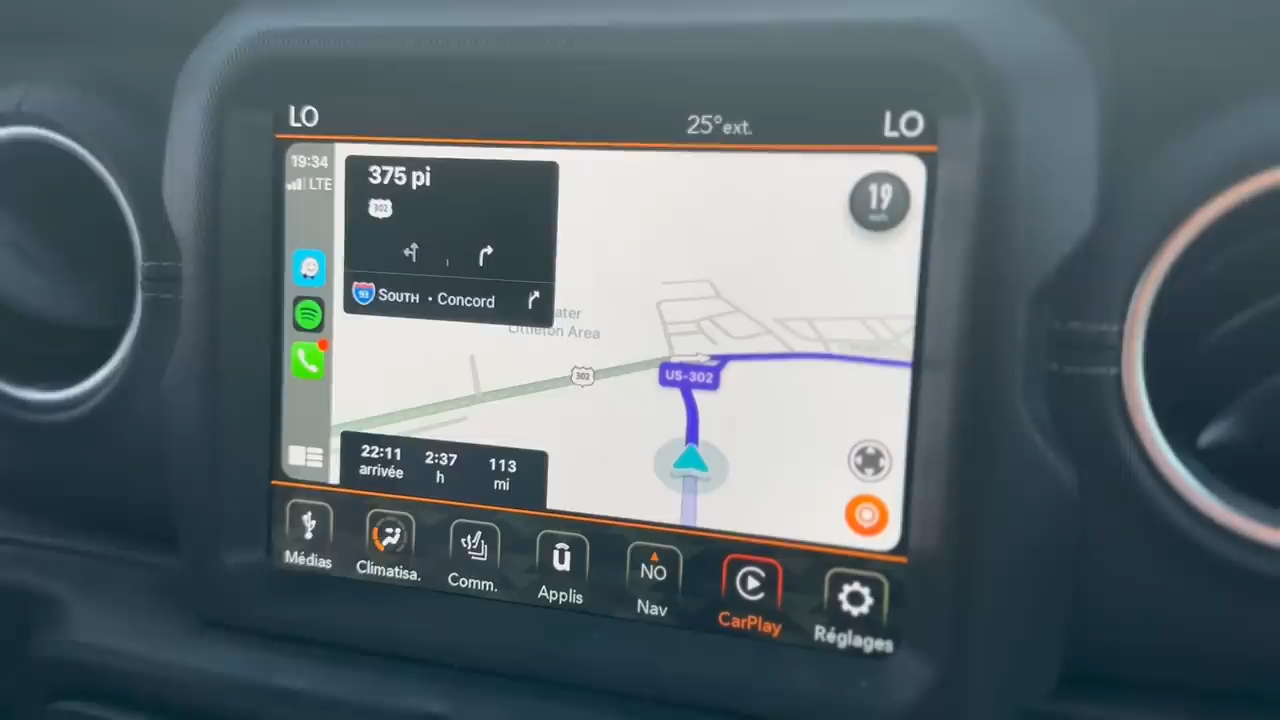 LO
25° ext.
LO
19:34
LTE
375 pi
302
93 SOUTH • Concord
19
Littleton Area
302
US-302
22:11 2:37 113
arrivée h mi
NO
Médias
Climatisa.
Comm.
Applis
Nav
CarPlay
Réglages